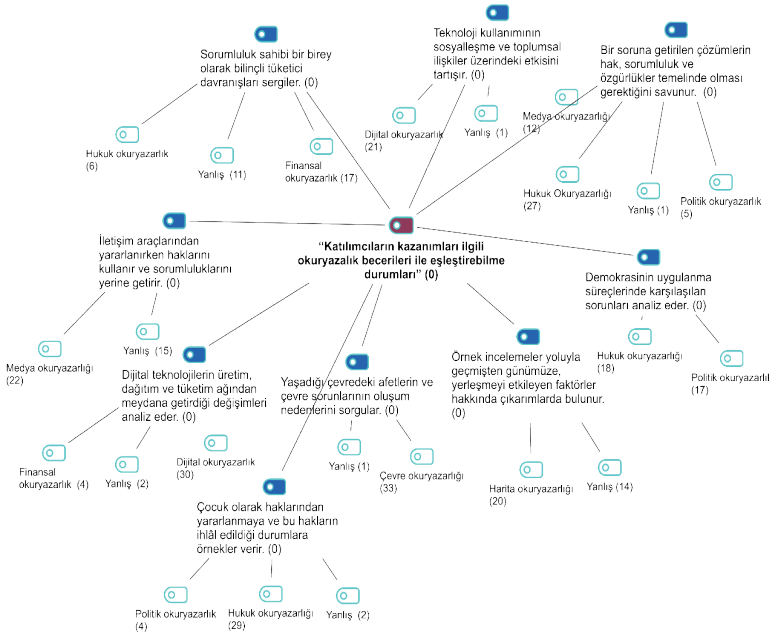 Sorumluluk sahibi bir birey
olarak bilinçli tüketici
davranışları sergiler. (0)
Hukuk okuryazarlık
(6)
Yanlış (11)
Finansal
okuryazarlık (17)
Teknoloji kullanımının
sosyalleşme ve toplumsal
ilişkiler üzerindeki etkisini
tartışır. (0)
Dijital okuryazarlık
(21)
Yanlış (1)
Medya okuryazarlığı
(12)
Bir soruna getirilen çözümlerin
hak, sorumluluk ve
özgürlükler temelinde olması
gerektiğini savunur. (0)
Hukuk Okuryazarlığı
(27)
Yanlış (1)
Politik okuryazarlık
(5)
“Katılımcıların kazanımları ilgili
okuryazalık becerileri ile eşleştirebilme
durumları” (0)
İletişim araçlarından
yararlanırken haklarını
kullanır ve sorumluluklarını
yerine getirir. (0)
Medya okuryazarlığı
(22)
Yanlış (15)
Demokrasinin uygulanma
süreçlerinde karşılaşılan
sorunları analiz eder. (0)
Hukuk okuryazarlığı
(18)
Politik okuryazarlıl
(17)
Dijital teknolojilerin üretim,
dağıtım ve tüketim ağından
meydana getirdiği değişimleri
analiz eder. (0)
Finansal
okuryazarlık (4)
Yanlış (2)
Dijital okuryazarlık
(30)
Yaşadığı çevredeki afetlerin ve
çevre sorunlarının oluşum
nedenlerini sorgular. (0)
Yanlış (1)
Çevre okuryazarlığı
(33)
Örnek incelemeler yoluyla
geçmişten günümüze,
yerleşmeyi etkileyen faktörler
hakkında çıkarımlarda bulunur.
(0)
Harita okuryazarlığı
(20)
Yanlış (14)
Çocuk olarak haklarından
yararlanmaya ve bu hakların
ihlâl edildiği durumlara
örnekler verir. (0)
Politik okuryazarlık
(4)
Hukuk okuryazarlığı
(29)
Yanlış (2)